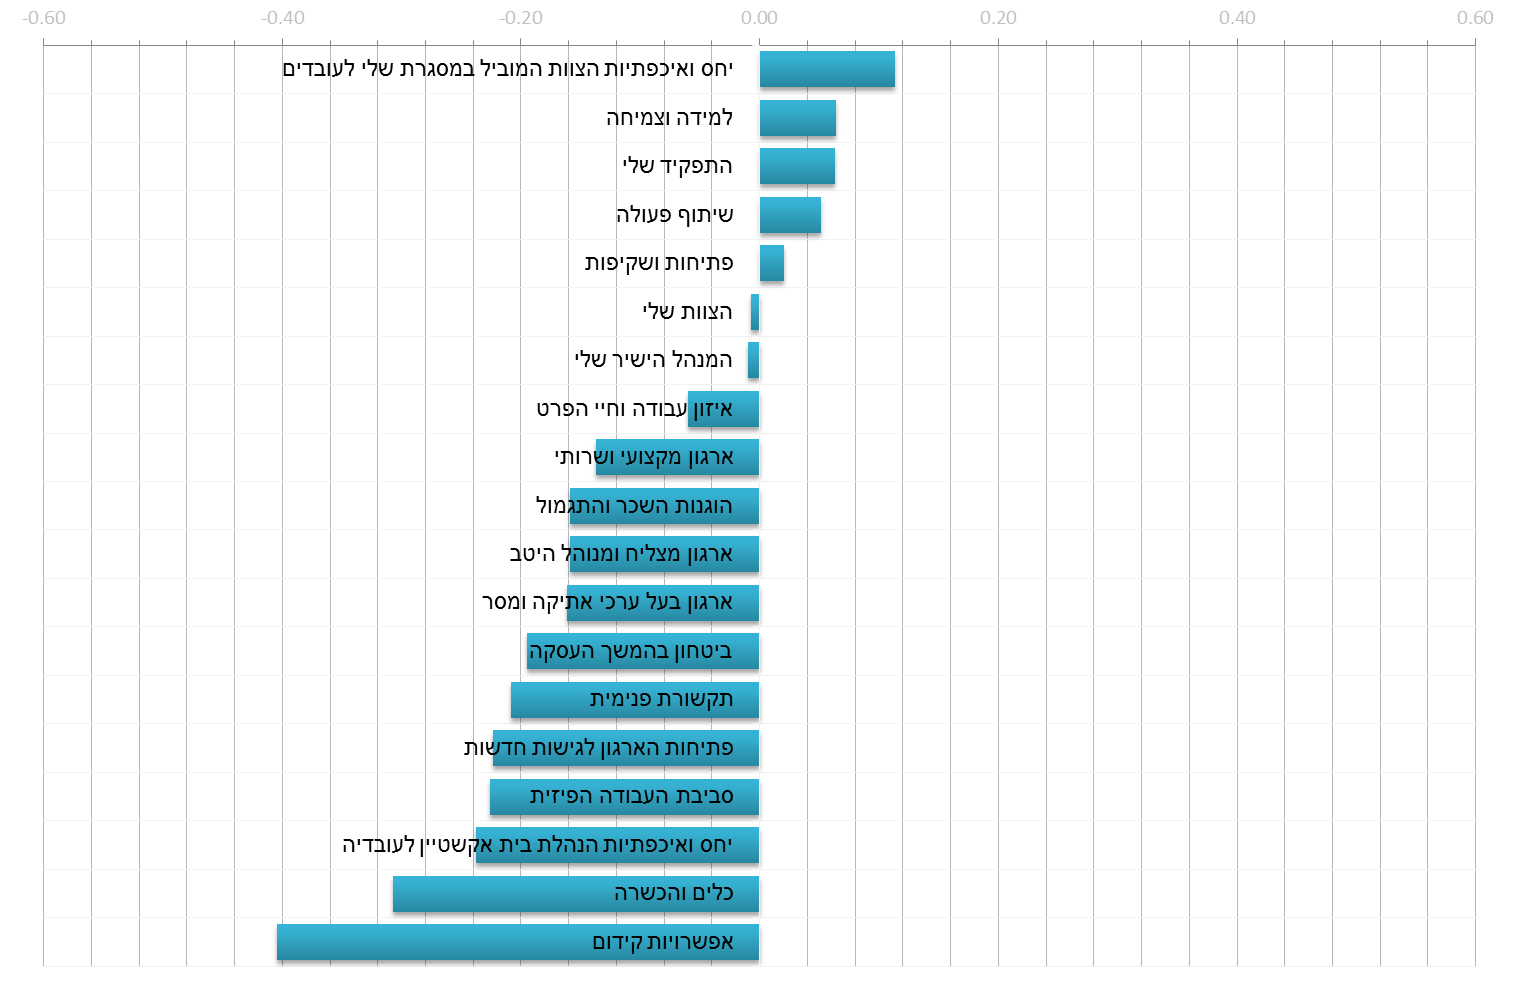 -0.60 -0.40 -0.20 0.00 0.20 0.40 0.60
יחס ואיכפתיות הצוות המוביל במסגרת שלי לעובדים
למידה וצמיחה
התפקיד שלי
שיתוף פעולה
פתיחות ושקיפות
הצוות שלי
המנהל הישיר שלי
איזון עבודה וחיי הפרט
ארגון מקצועי ושרותי
הוגנות השכר והתגמול
ארגון מצליח ומנוהל היטב
ארגון בעל ערכי אתיקה ומסר
ביטחון בהמשך העסקה
תקשורת פנימית
פתיחות הארגון לגישות חדשות
סביבת העבודה הפיזית
יחס ואיכפתיות הנהלת בית אקשטיין לעובדיה
כלים והכשרה
אפשרויות קידום